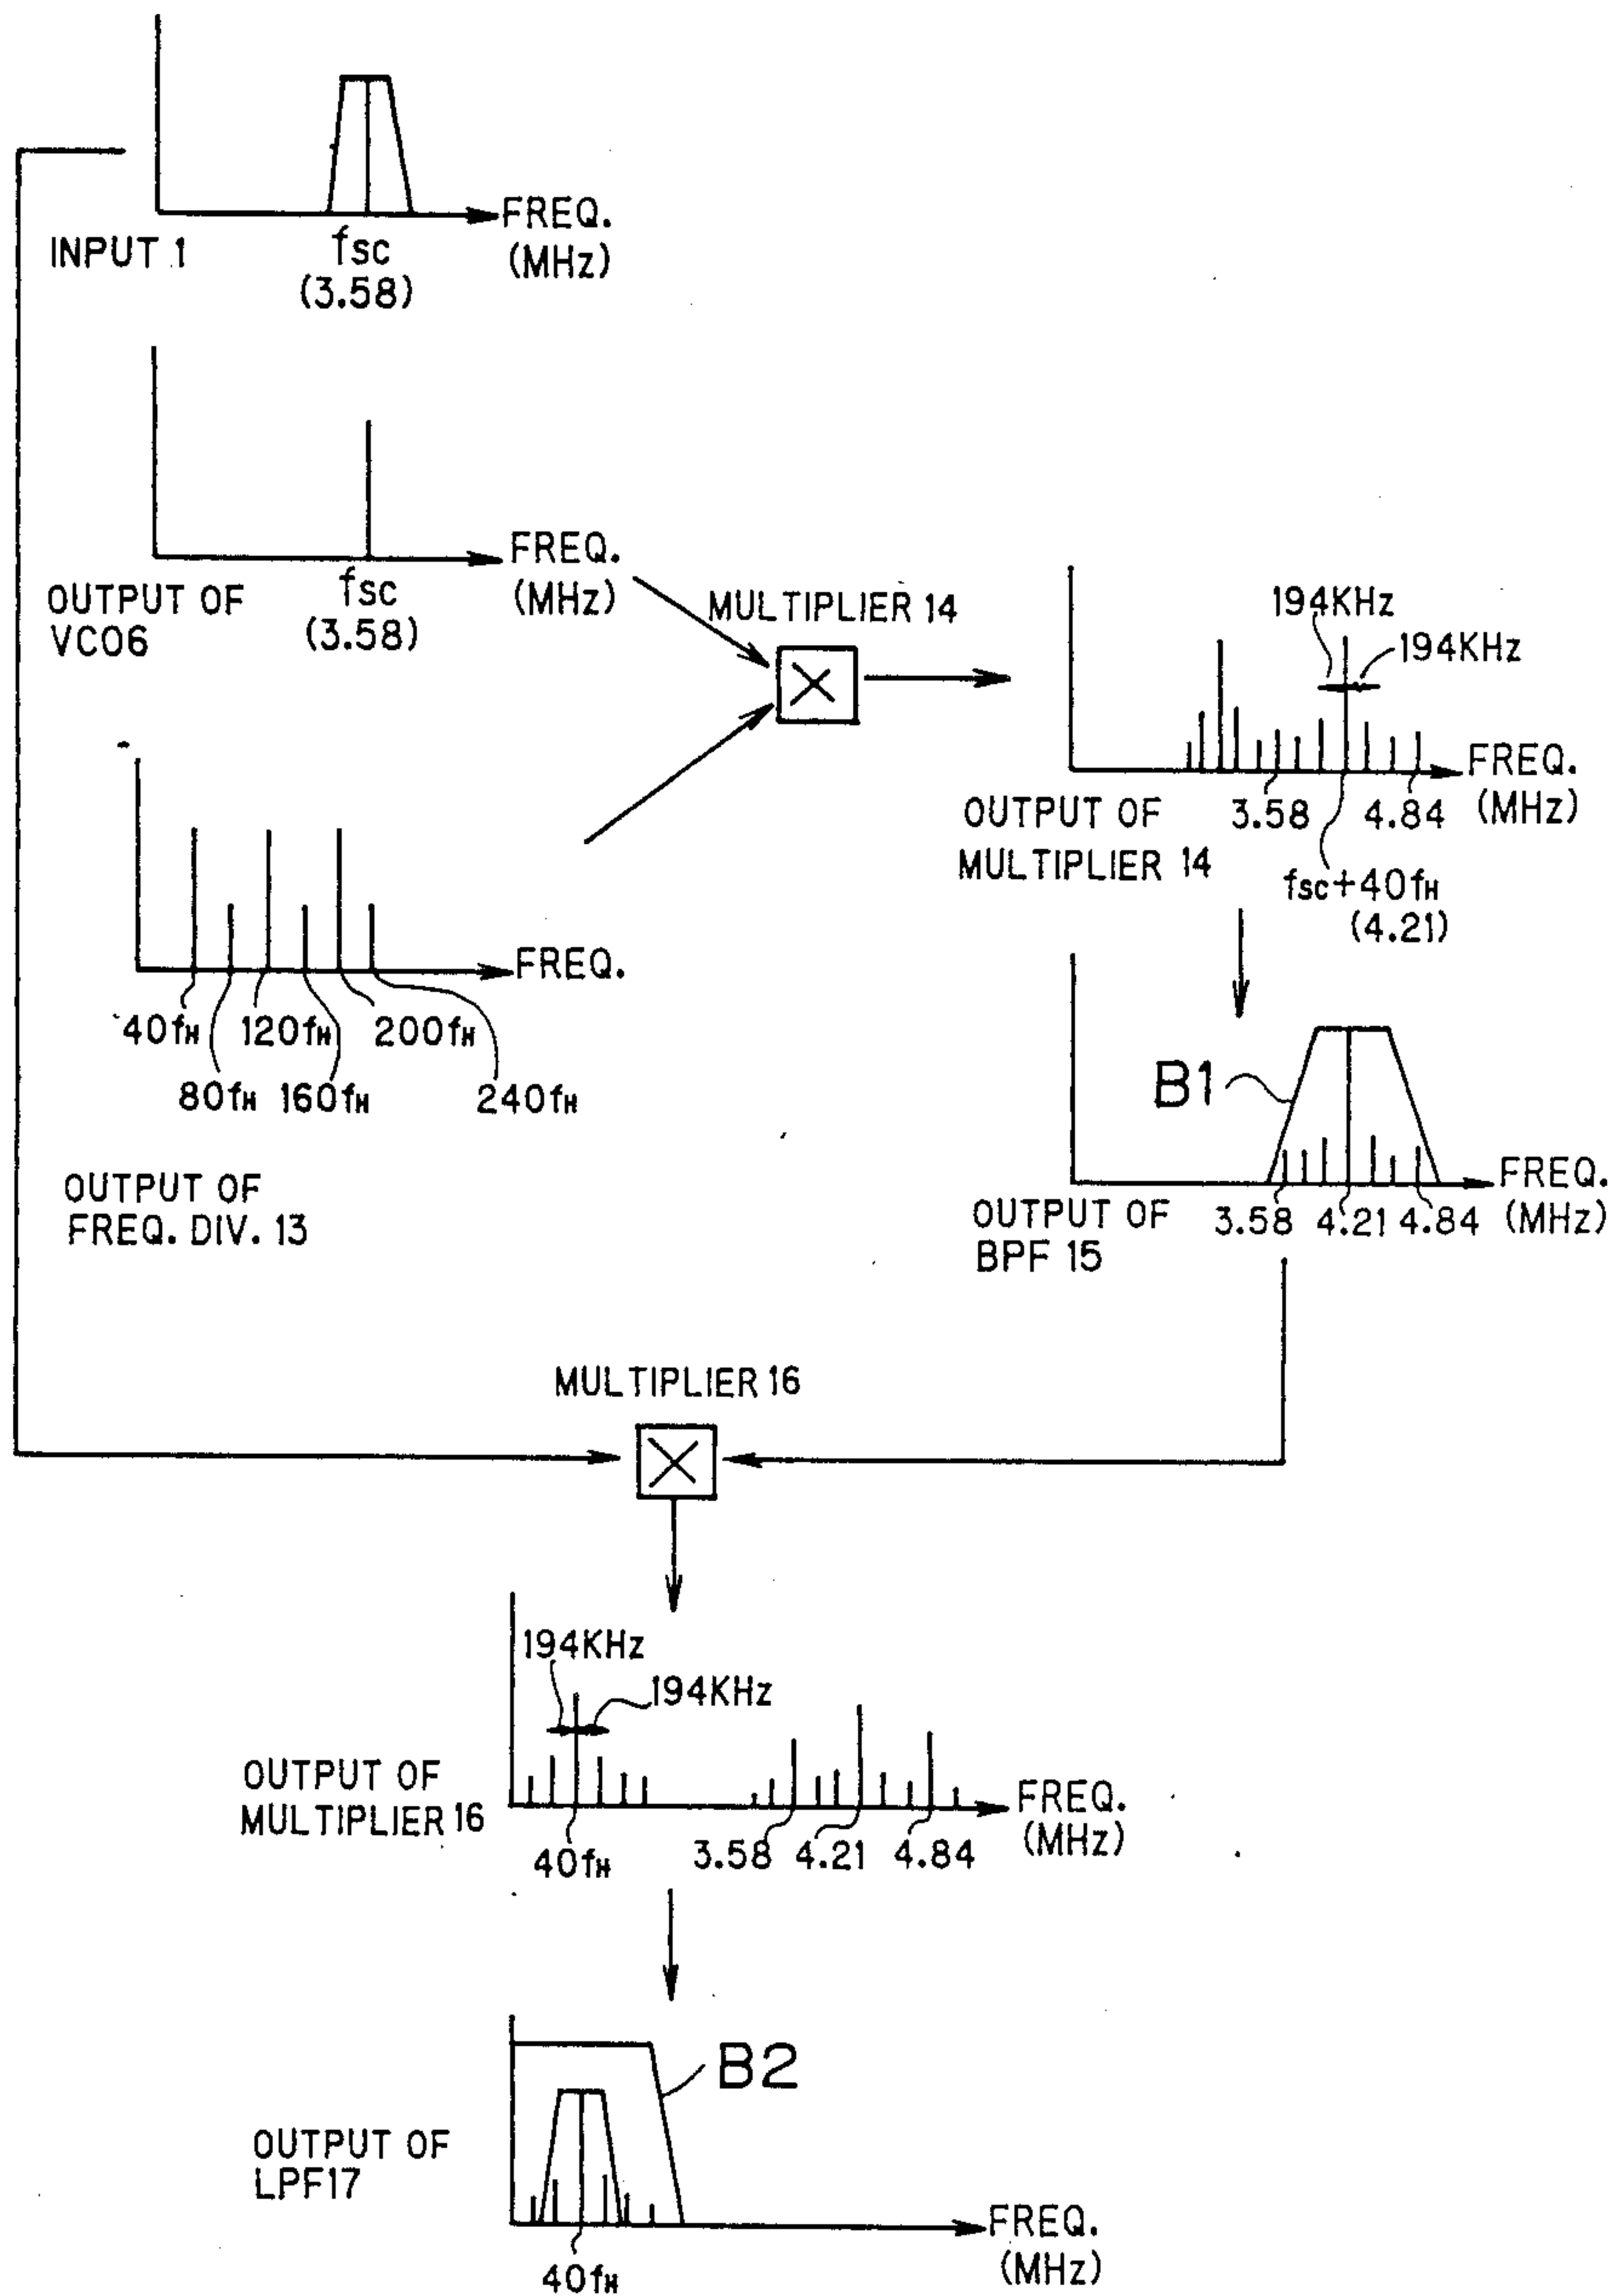 FREQ.
(MHz)
INPUT 1
fsc
(3.58)
FREQ.
(MHz)
OUTPUT OF
VCO6
fsc
(3.58)
MULTIPLIER 14
194KHz
194KHz
FREQ.
(MHz)
OUTPUT OF
MULTIPLIER 14
3.58
4.84
fsc+40fH
(4.21)
FREQ.
40fH
120fH
200fH
80fH
160fH
240fH
OUTPUT OF
FREQ. DIV. 13
B1
FREQ.
(MHz)
OUTPUT OF
BPF 15
3.58
4.21
4.84
MULTIPLIER 16
194KHz
194KHz
OUTPUT OF
MULTIPLIER 16
FREQ.
(MHz)
40fH
3.58
4.21
4.84
B2
OUTPUT OF
LPF17
FREQ.
(MHz)
40fH